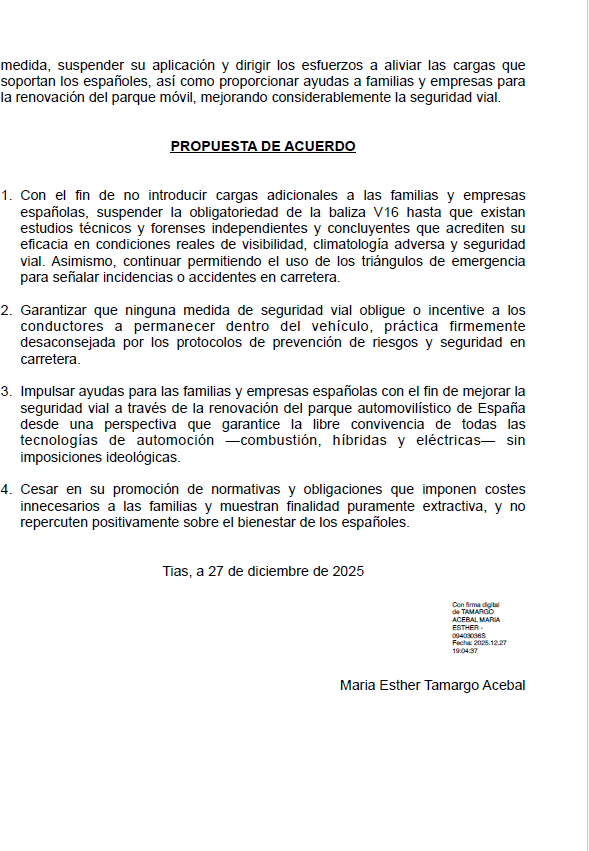 medida, suspender su aplicación y dirigir los esfuerzos a aliviar las cargas que
soportan los españoles, así como proporcionar ayudas a familias y empresas para
la renovación del parque móvil, mejorando considerablemente la seguridad vial.
PROPUESTA DE ACUERDO
1. Con el fin de no introducir cargas adicionales a las familias y empresas
españolas, suspender la obligatoriedad de la baliza V16 hasta que existan
estudios técnicos y forenses independientes y concluyentes que acrediten su
eficacia en condiciones reales de visibilidad, climatología adversa y seguridad
vial. Asimismo, continuar permitiendo el uso de los triángulos de emergencia
para señalar incidencias o accidentes en carretera.
2. Garantizar que ninguna medida de seguridad vial obligue o incentive a los
conductores a permanecer dentro del vehículo, práctica firmemente
desaconsejada por los protocolos de prevención de riesgos y seguridad en
carretera.
3. Impulsar ayudas para las familias y empresas españolas con el fin de mejorar la
seguridad vial a través de la renovación del parque automovilístico de España
desde una perspectiva que garantice la libre convivencia de todas las
tecnologías de automoción —combustión, híbridas y eléctricas— sin
imposiciones ideológicas.
4. Cesar en su promoción de normativas y obligaciones que imponen costes
innecesarios a las familias y muestran finalidad puramente extractiva, y no
repercuten positivamente sobre el bienestar de los españoles.
Tias, a 27 de diciembre de 2025
Con firma digital
de TAMARGO
ACEBAL MARIA
ESTHER -
09403036S
Fecha: 2025.12.27
19:04:37
Maria Esther Tamargo Acebal